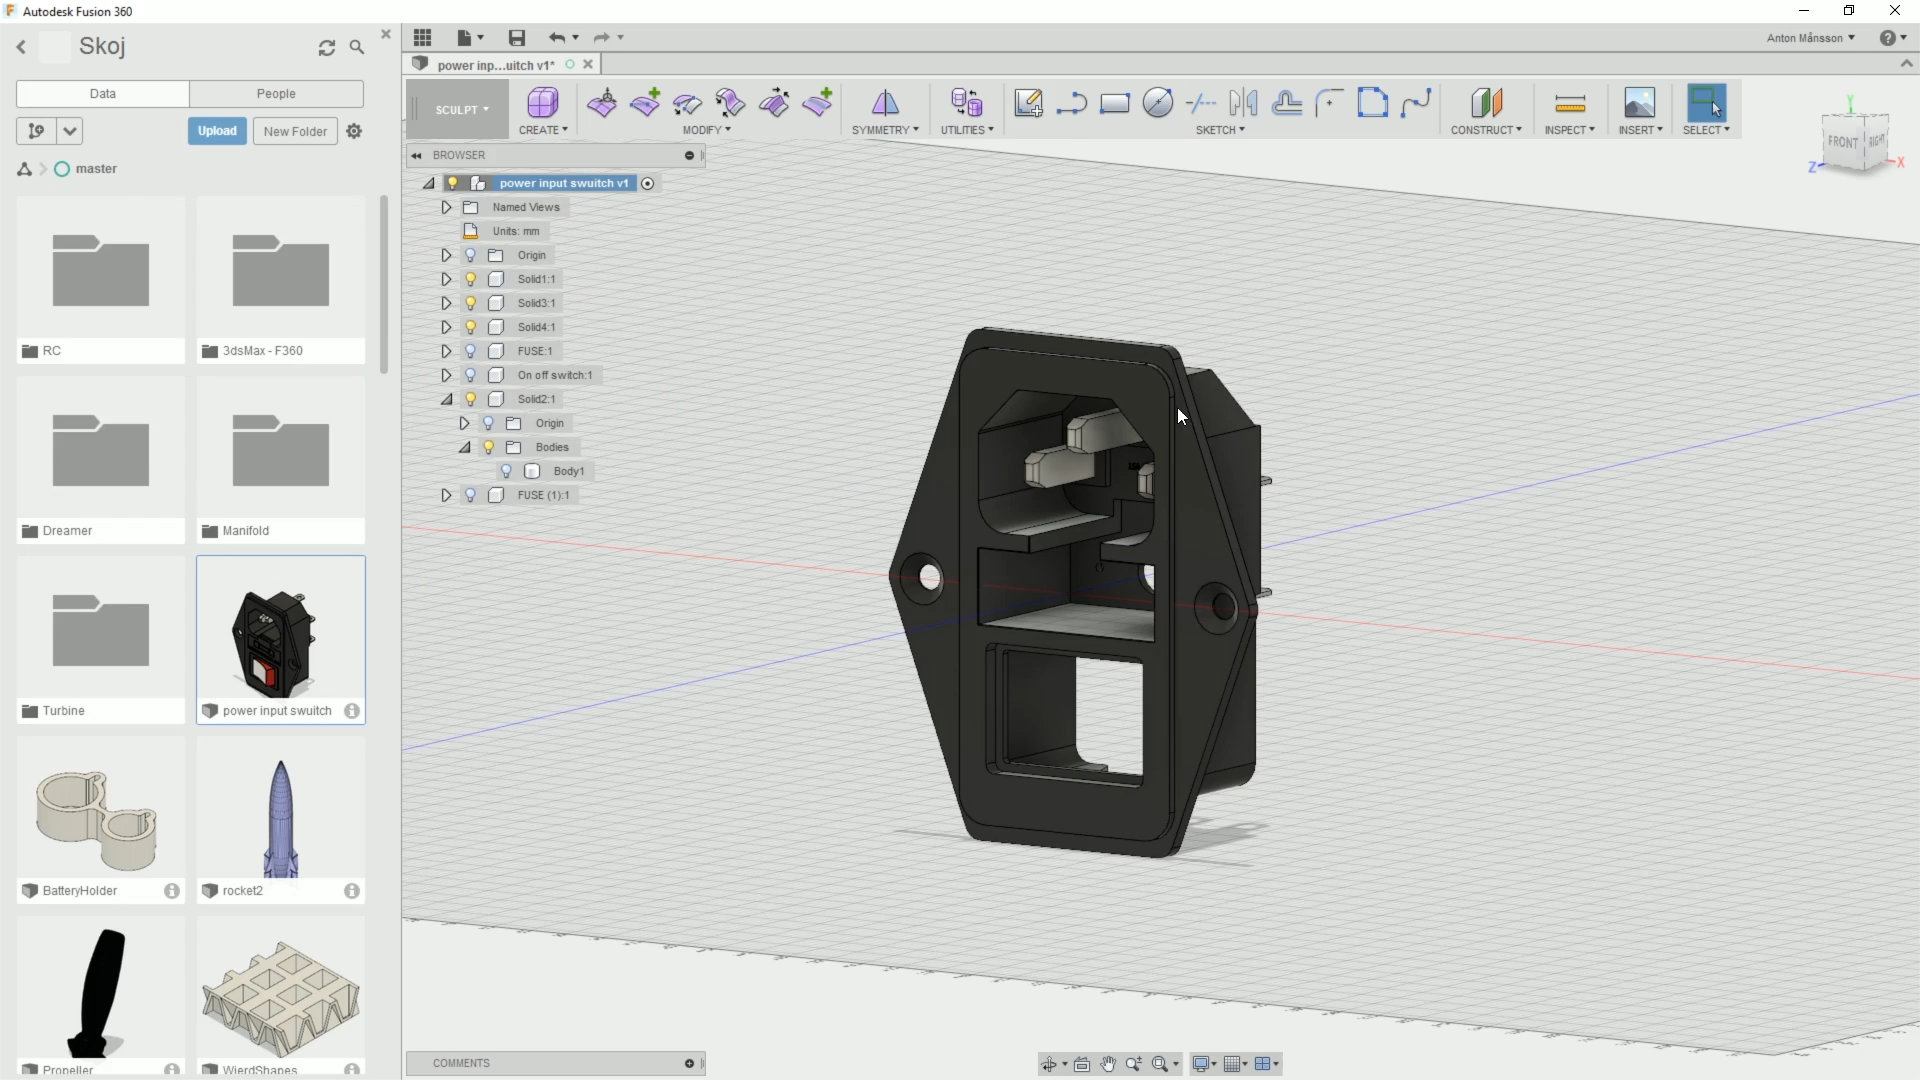 Autodesk Fusion 360
Skoj
Data
People
Upload
New Folder
master
RC
3dsMax - F360
Dreamer
Manifold
Turbine
power input swuitch
BatteryHolder
rocket2
Propeller
WierdShapes
Anton Månsson
power inp...uitch v1*
SCULPT
CREATE
MODIFY
SYMMETRY
UTILITIES
SKETCH
CONSTRUCT
INSPECT
INSERT
SELECT
BROWSER
power input swuitch v1
Named Views
Units: mm
Origin
Solid1:1
Solid3:1
Solid4:1
FUSE:1
On off switch:1
Solid2:1
Origin
Bodies
Body1
FUSE (1):1
Y
FRONT
RIGHT
Z
X
COMMENTS